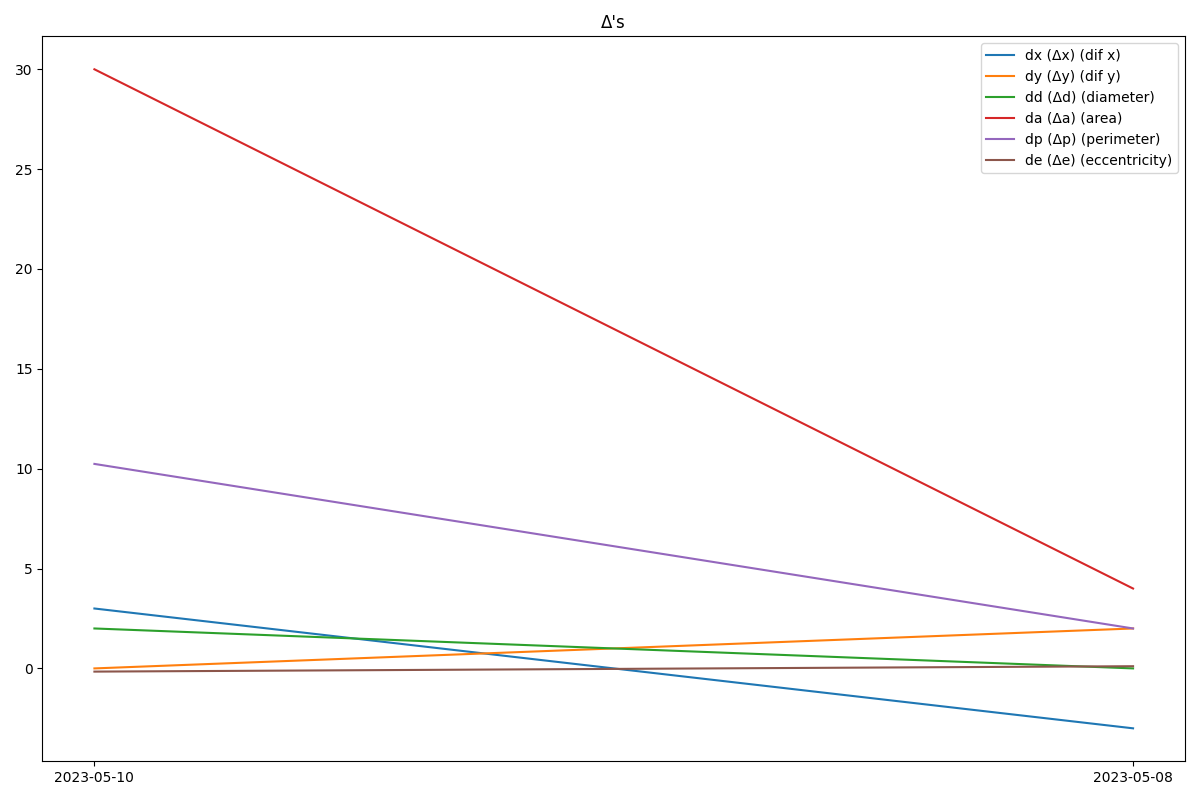 Δ's
30
25
20
15
10
5
0
2023-05-10
2023-05-08
dx (Δx) (dif x)
dy (Δy) (dif y)
dd (Δd) (diameter)
da (Δa) (area)
dp (Δp) (perimeter)
de (Δe) (eccentricity)